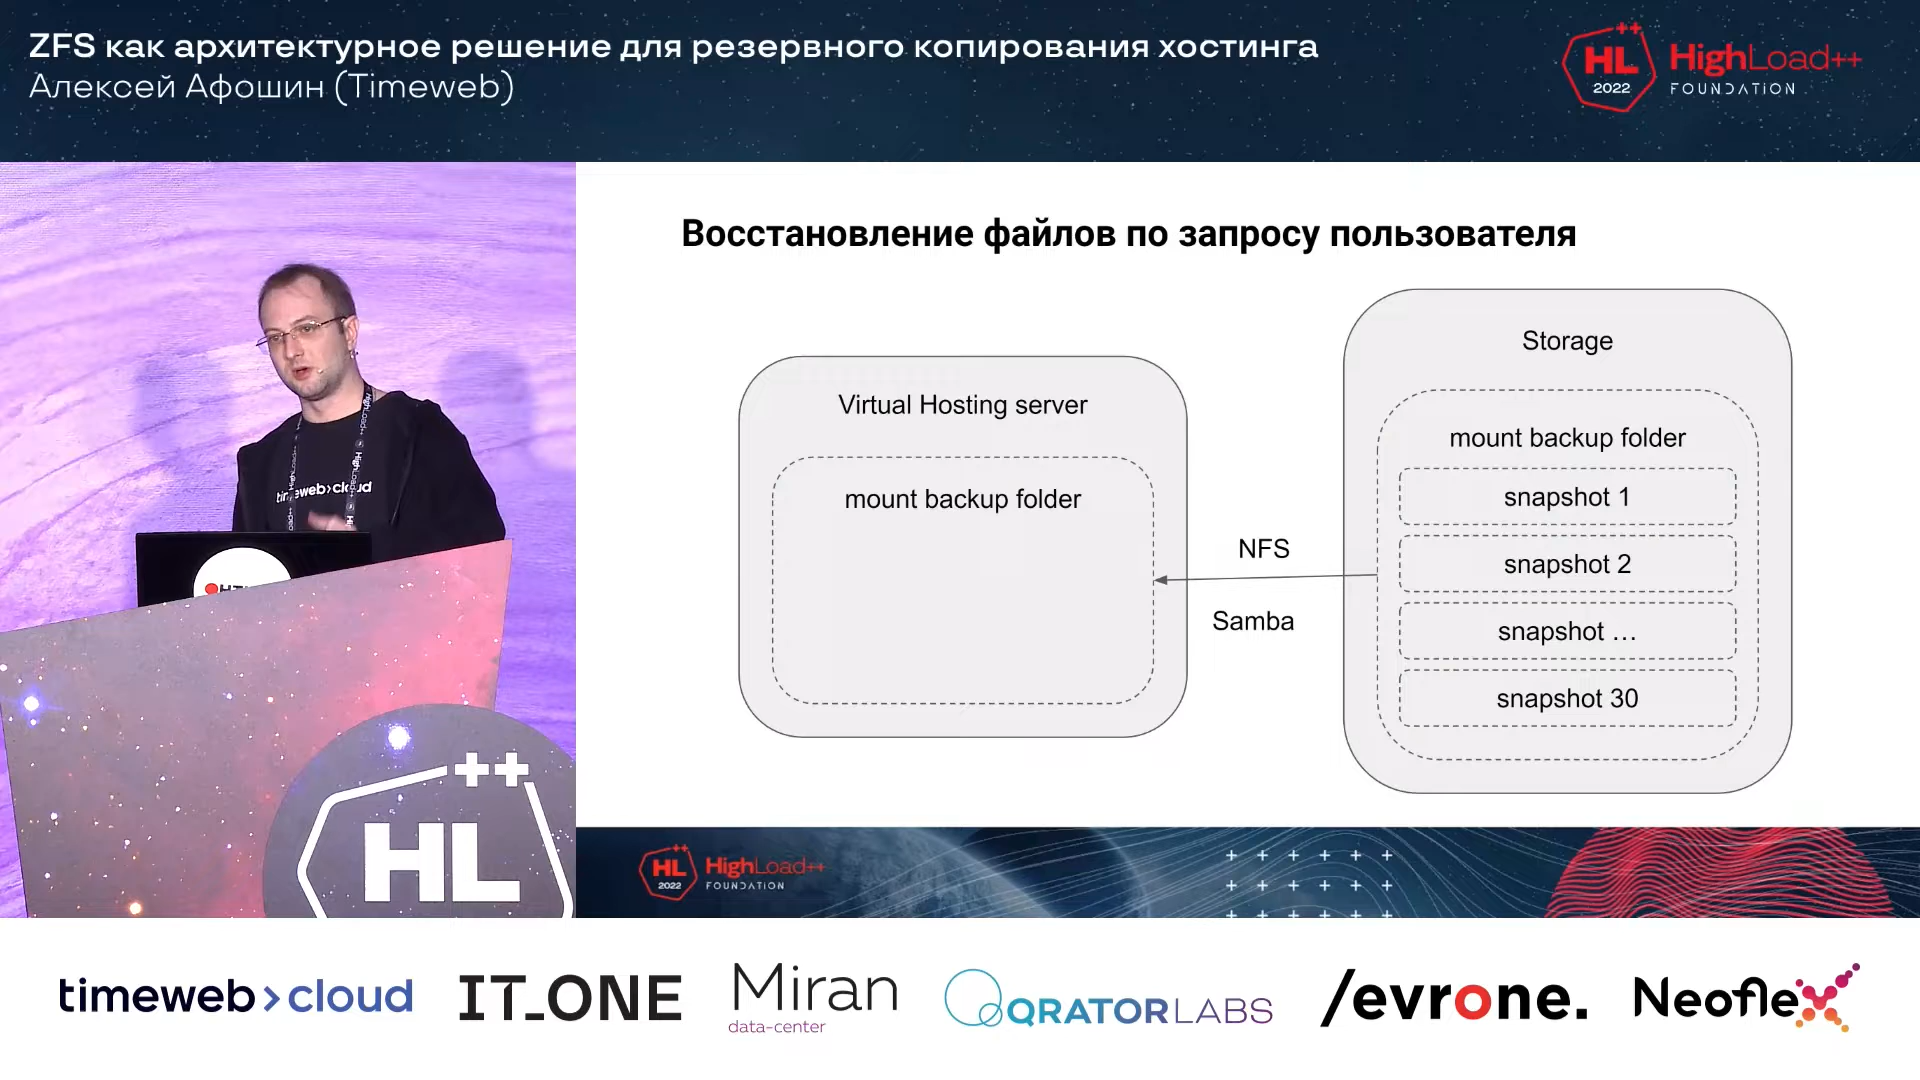 ZFS как архитектурное решение для резервного копирования хостинга
Алексей Афошин (Timeweb)
HL++
2022
HighLoad++
FOUNDATION
Восстановление файлов по запросу пользователя
Virtual Hosting server
mount backup folder
NFS
Samba
Storage
mount backup folder
snapshot 1
snapshot 2
snapshot …
snapshot 30
timeweb>cloud
HL++
HL++
2022
HighLoad++
FOUNDATION
timeweb>cloud
IT_ONE
Miran
data-center
QRATORLABS
/evrone.
Neoflex